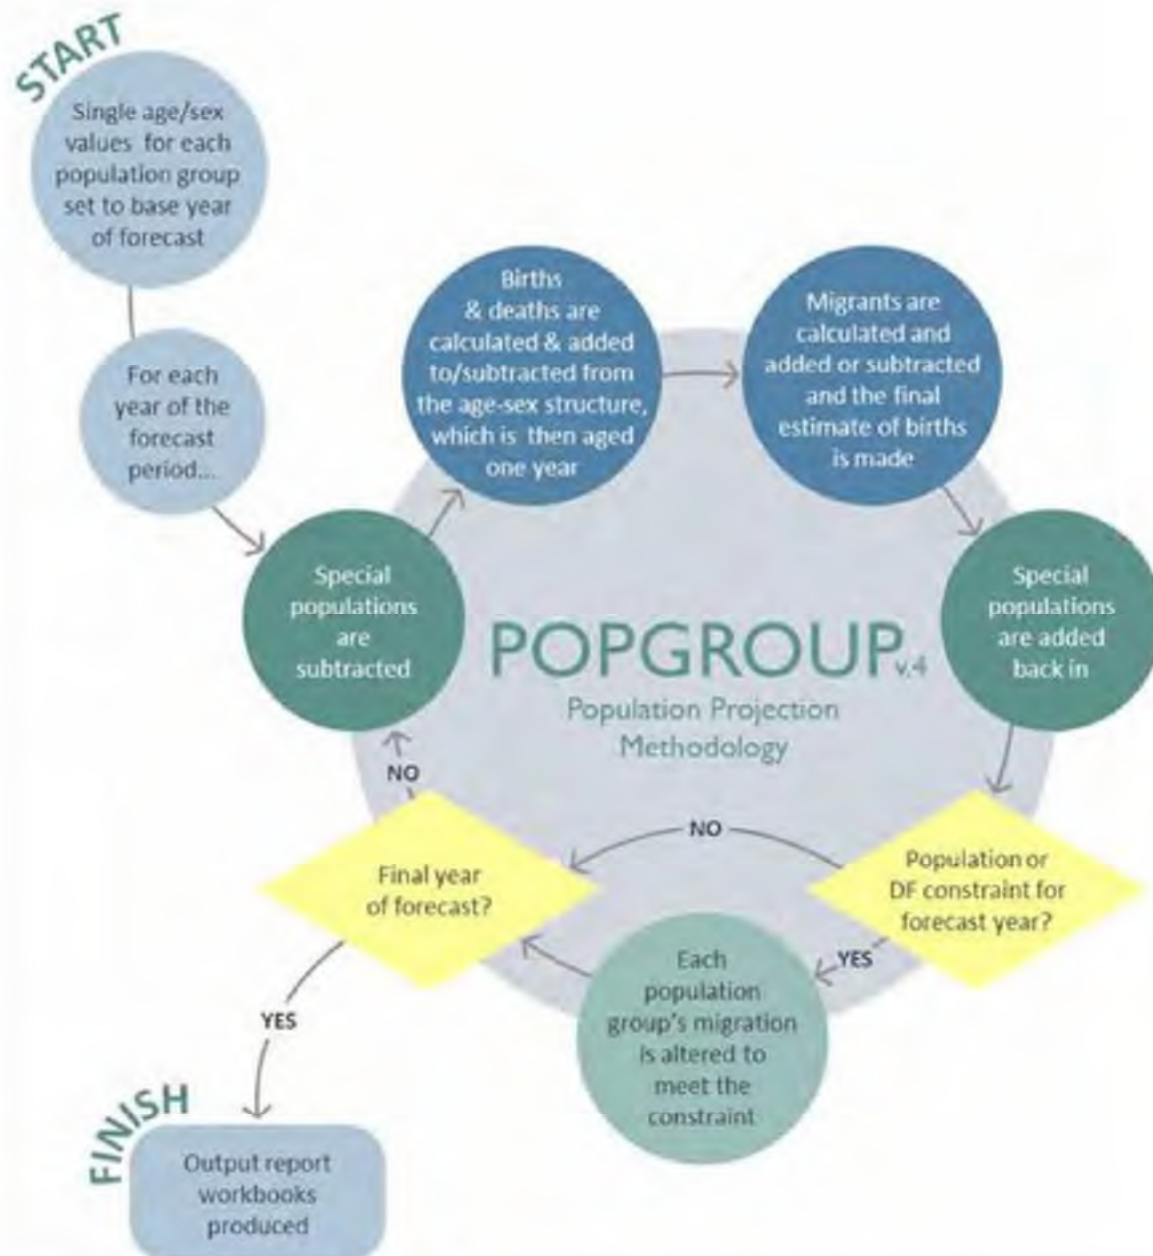 START
Single age/sex
values for each
population group
set to base year
of forecast
For each
year of the
forecast
period...
Special
populations
are
subtracted
Births
& deaths are
calculated & added
to/subtracted from
the age-sex structure,
which is then aged
one year
Migrants are
calculated and
added or subtracted
and the final
estimate of births
is made
Special
populations
are added
back in
POPGROUP v.4
Population Projection
Methodology
Population or
DF constraint for
forecast year?
NO
YES
Each
population
group's migration
is altered to
meet the
constraint
Final year
of forecast?
NO
YES
FINISH
Output report
workbooks
produced